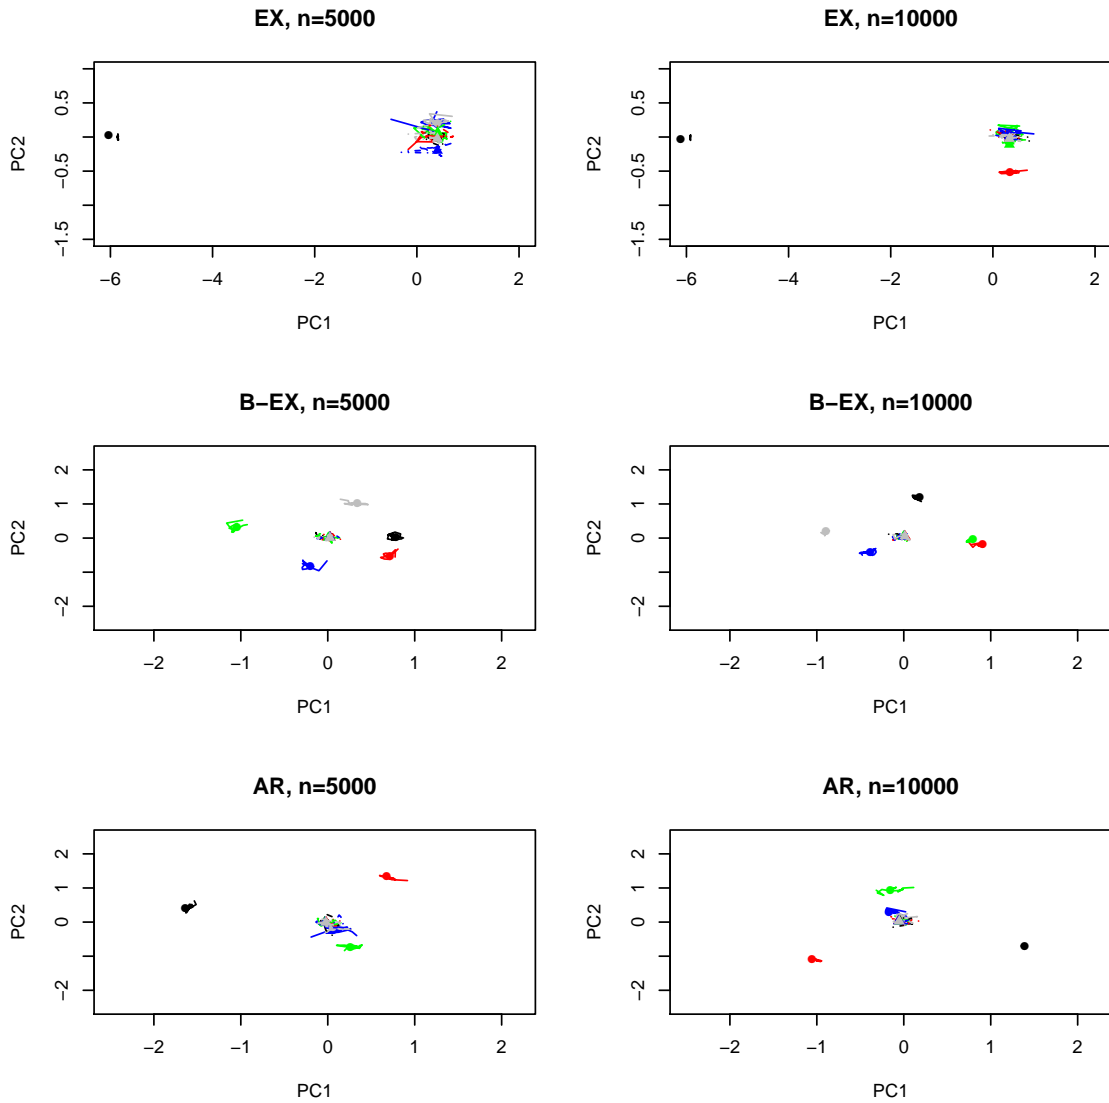 EX, n=5000
EX, n=10000
PC2
0.5
−0.5
−1.5
PC2
0.5
−0.5
−1.5
−6 −4 −2 0 2
−6 −4 −2 0 2
PC1
PC1
B−EX, n=5000
B−EX, n=10000
PC2
2
1
0
−2
PC2
2
1
0
−2
−2 −1 0 1 2
−2 −1 0 1 2
PC1
PC1
AR, n=5000
AR, n=10000
PC2
2
1
0
−2
PC2
2
1
0
−2
−2 −1 0 1 2
−2 −1 0 1 2
PC1
PC1